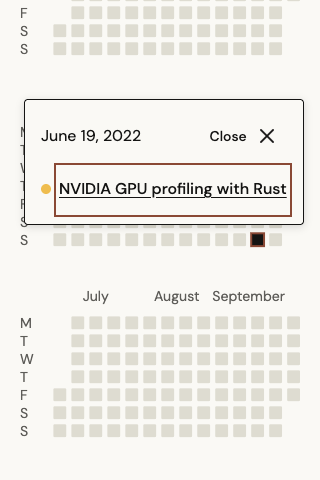 F
S
S
June 19, 2022 Close
NVIDIA GPU profiling with Rust
S
July August September
M
T
W
T
F
S
S